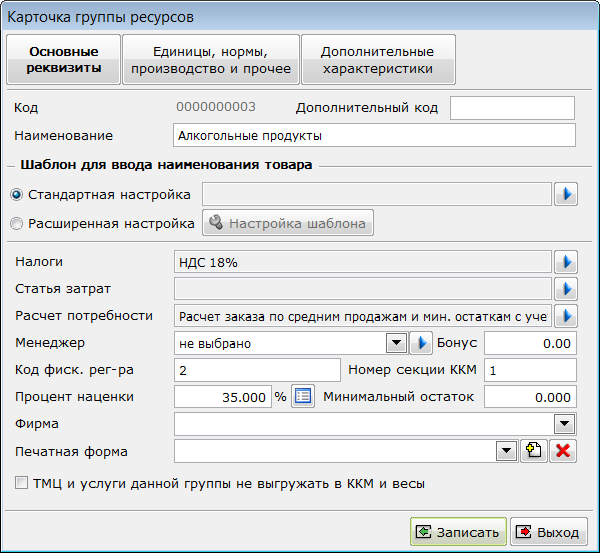 Карточка группы ресурсов
Основные реквизиты
Единицы, нормы, производство и прочее
Дополнительные характеристики
Код 0000000003 Дополнительный код
Наименование Алкогольные продукты
Шаблон для ввода наименования товара
Стандартная настройка
Расширенная настройка Настройка шаблона
Налоги НДС 18%
Статья затрат
Расчет потребности Расчет заказа по средним продажам и мин. остаткам с уче
Менеджер не выбрано Бонус 0.00
Код фиск. рег-ра 2 Номер секции ККМ 1
Процент наценки 35.000 % Минимальный остаток 0.000
Фирма
Печатная форма
ТМЦ и услуги данной группы не выгружать в ККМ и весы
Записать Выход